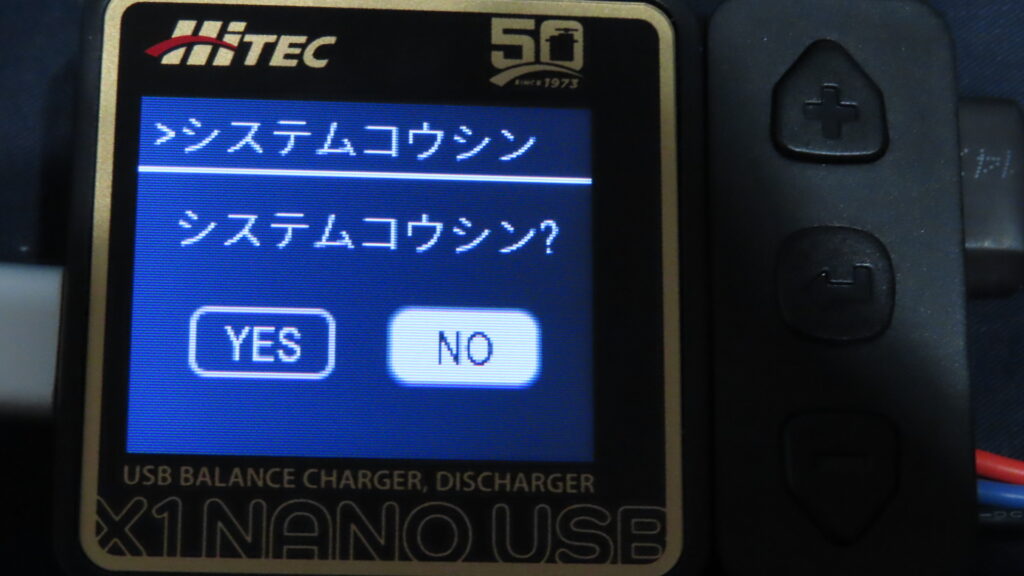 HiTEC
50
SINCE 1973
>システムコウシン
システムコウシン?
YES NO
USB BALANCE CHARGER, DISCHARGER
X1 NANO USB